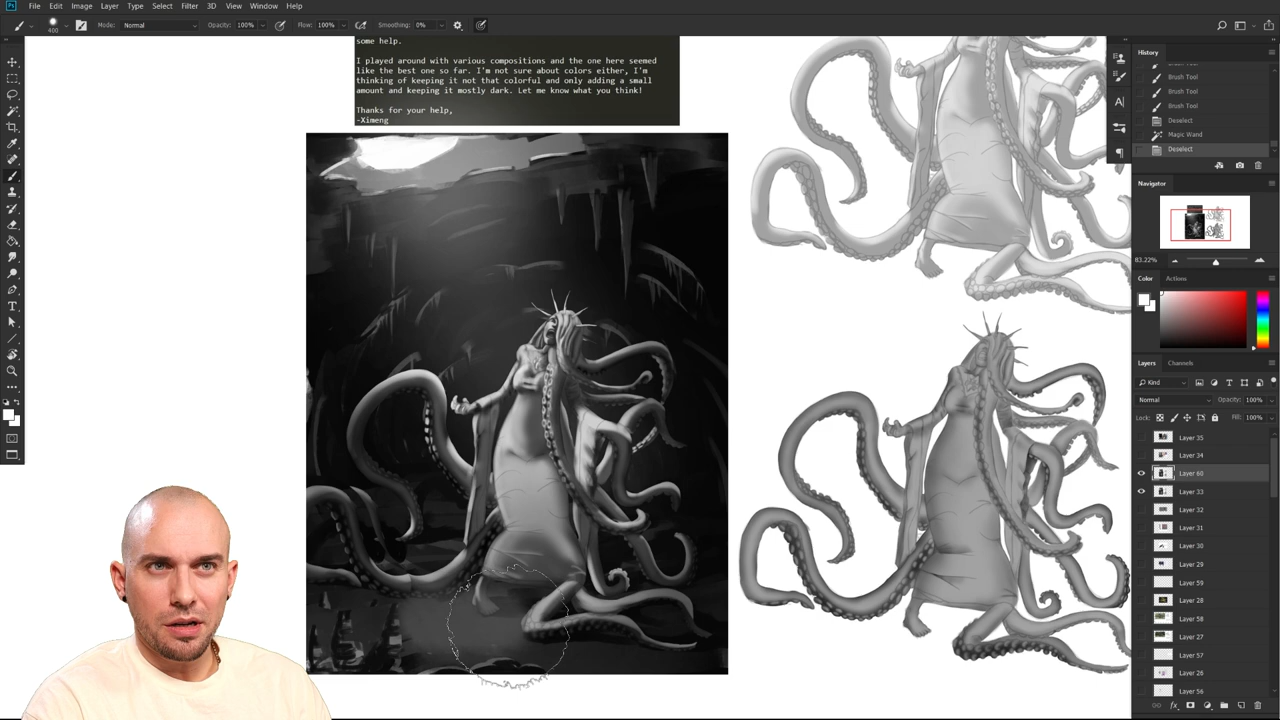 Ps File Edit Image Layer Type Select Filter 3D View Window Help
400 Mode: Normal Opacity: 100% Flow: 100% Smoothing: 0%
some help.
I played around with various compositions and the one here seemed
like the best one so far. I'm not sure about colors either, I'm
thinking of keeping it not that colorful and only adding a small
amount and keeping it mostly dark. Let me know what you think!
Thanks for your help,
-Ximeng
History
Brush Tool
Brush Tool
Brush Tool
Deselect
Magic Wand
Deselect
Navigator
83.22%
Color Actions
Layers Channels
Kind
Normal Opacity: 100%
Lock: Fill: 100%
Layer 35
Layer 34
Layer 60
Layer 33
Layer 32
Layer 31
Layer 30
Layer 29
Layer 59
Layer 28
Layer 58
Layer 27
Layer 57
Layer 26
Layer 56